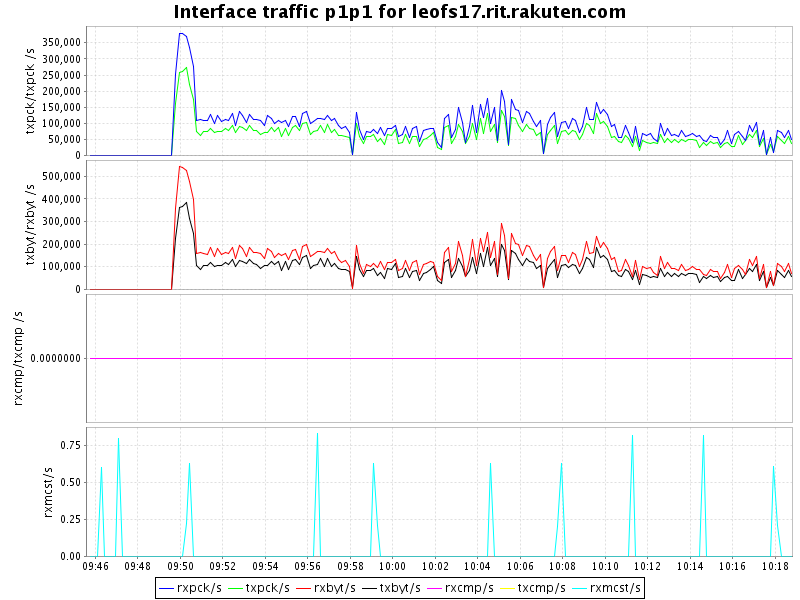 Interface traffic p1p1 for leofs17.rit.rakuten.com
txpck/txpck /s
350,000
300,000
250,000
200,000
150,000
100,000
50,000
0
txbyt/rxbyt /s
500,000
400,000
300,000
200,000
100,000
0
rxcmp/txcmp /s
0.0000000
rxmcst/s
0.75
0.50
0.25
0.00
09:46 09:48 09:50 09:52 09:54 09:56 09:58 10:00 10:02 10:04 10:06 10:08 10:10 10:12 10:14 10:16 10:18
rxpck/s txpck/s rxbyt/s txbyt/s rxcmp/s txcmp/s rxmcst/s